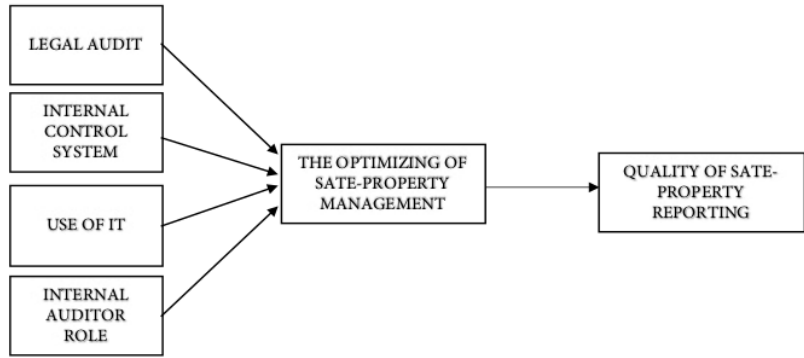 LEGAL AUDIT
INTERNAL
CONTROL
SYSTEM
USE OF IT
INTERNAL
AUDITOR
ROLE
THE OPTIMIZING OF
SATE-PROPERTY
MANAGEMENT
QUALITY OF SATE-
PROPERTY
REPORTING